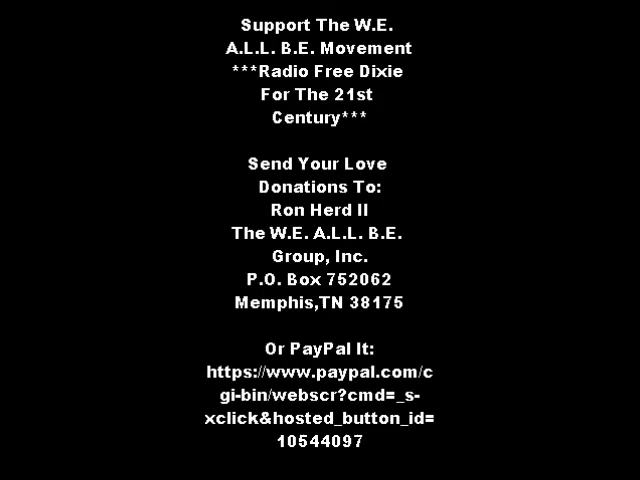 Support The W.E.
A.L.L. B.E. Movement
***Radio Free Dixie
For The 21st
Century***
Send Your Love
Donations To:
Ron Herd II
The W.E. A.L.L. B.E.
Group, Inc.
P.O. Box 752062
Memphis,TN 38175
Or PayPal It:
https://www.paypal.com/c
gi-bin/webscr?cmd=_s-
xclick&hosted_button_id=
10544097